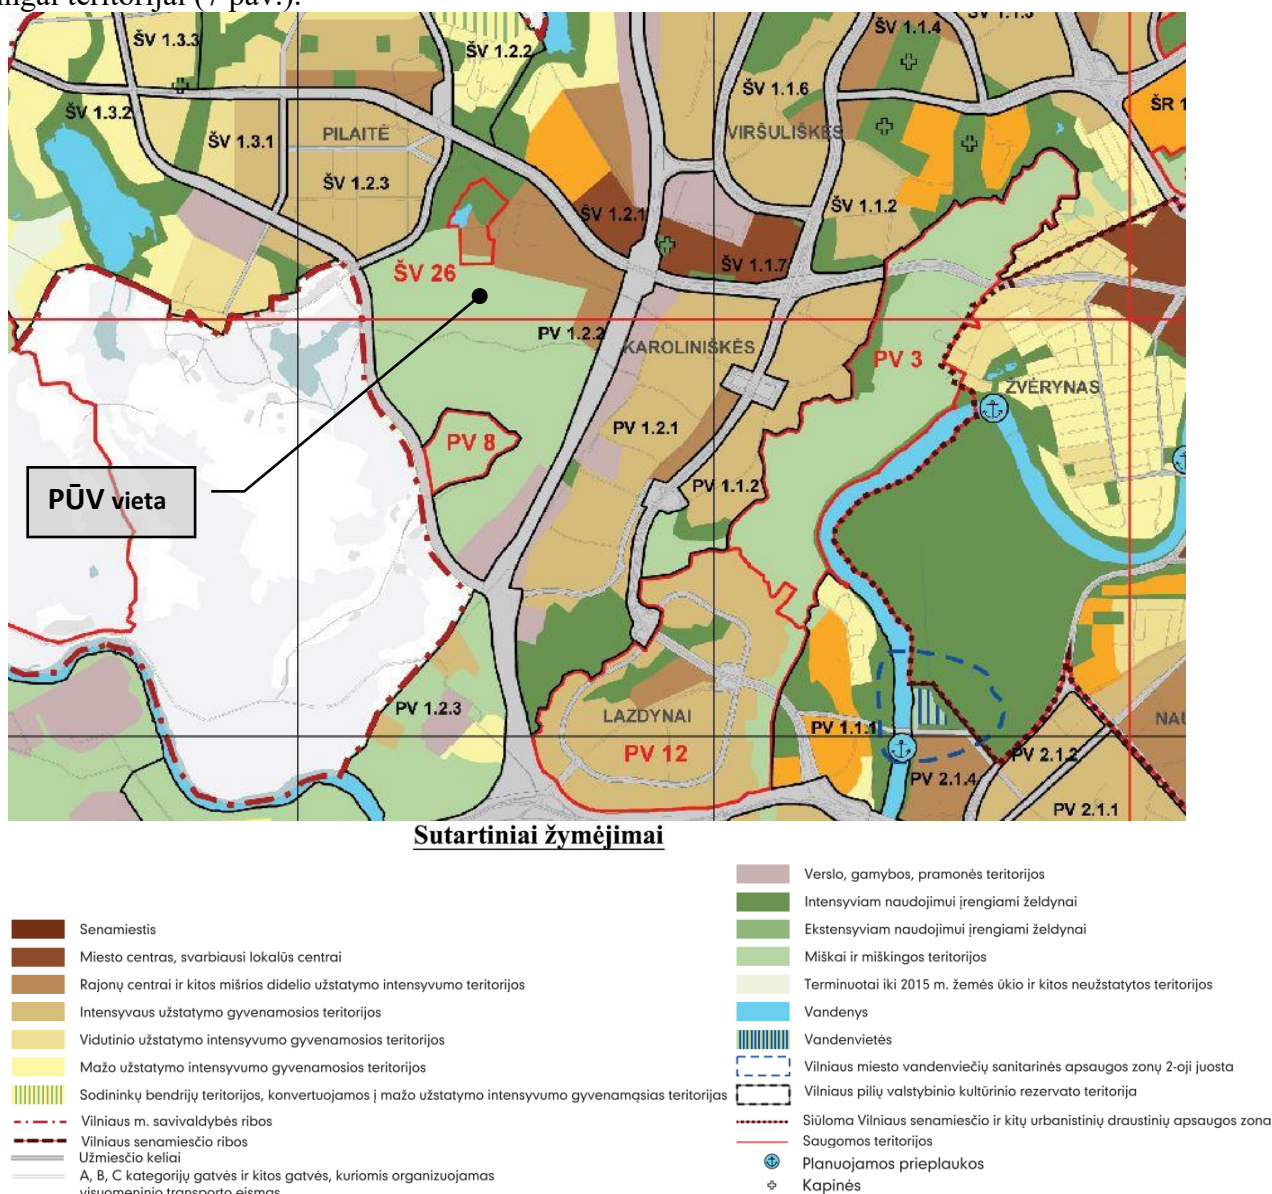 teritorijai (7 pav.).
ŠV 1.3.3
ŠV 1.2.2
ŠV 1.1.4
ŠV 1.3.2
ŠV 1.1.6
ŠR 1
ŠV 1.3.1
PILAITĖ
VIRŠULIŠKĖS
ŠV 1.2.3
ŠV 1.2.1
ŠV 1.1.2
ŠV 26
ŠV 1.1.7
PV 1.2.2
KAROLINIŠKĖS
PV 3
ŽVĖRYNAS
PV 8
PV 1.2.1
PŪV vieta
PV 1.1.2
PV 1.2.3
LAZDYNAI
PV 1.1.1
NAU
PV 12
PV 2.1.2
PV 2.1.4
PV 2.1.1
Sutartiniai žymėjimai
Senamiestis
Miesto centras, svarbiausi lokalūs centrai
Rajonų centrai ir kitos mišrios didelio užstatymo intensyvumo teritorijos
Intensyvaus užstatymo gyvenamosios teritorijos
Vidutinio užstatymo intensyvumo gyvenamosios teritorijos
Mažo užstatymo intensyvumo gyvenamosios teritorijos
Sodininkų bendrijų teritorijos, konvertuojamos į mažo užstatymo intensyvumo gyvenamąsias teritorijas
Vilniaus m. savivaldybės ribos
Vilniaus senamiesčio ribos
Užmiesčio keliai
A, B, C kategorijų gatvės ir kitos gatvės, kuriomis organizuojamas
visuomeninio transporto eismas
Verslo, gamybos, pramonės teritorijos
Intensyviam naudojimui įrengiami želdynai
Ekstensyviam naudojimui įrengiami želdynai
Miškai ir miškingos teritorijos
Terminuotai iki 2015 m. žemės ūkio ir kitos neužstatytos teritorijos
Vandenys
Vandenvietės
Vilniaus miesto vandenviečių sanitarinės apsaugos zonų 2-oji juosta
Vilniaus pilių valstybinio kultūrinio rezervato teritorija
Siūloma Vilniaus senamiesčio ir kitų urbanistinių draustinių apsaugos zona
Saugomos teritorijos
Planuojamos prieplaukos
Kapinės